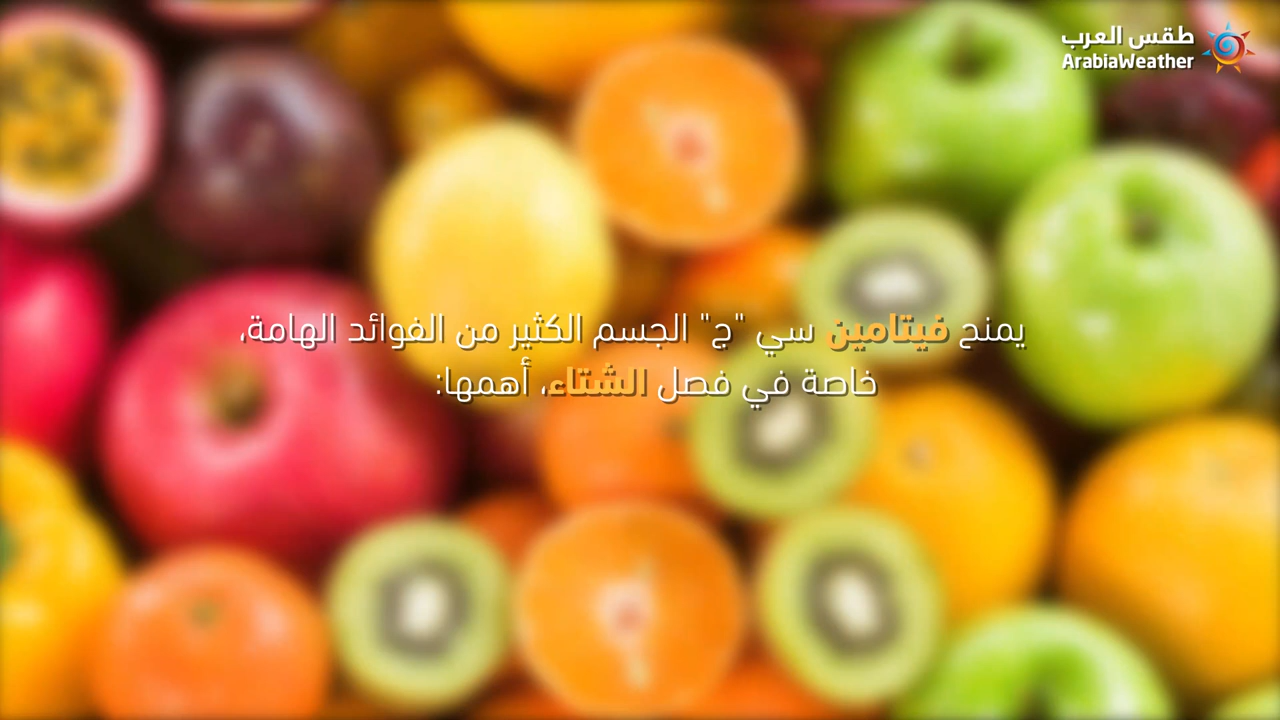 طقس العرب
ArabiaWeather
يمنح فيتامين سي "ج" الجسم الكثير من الفوائد الهامة،
خاصة في فصل الشتاء، أهمها: